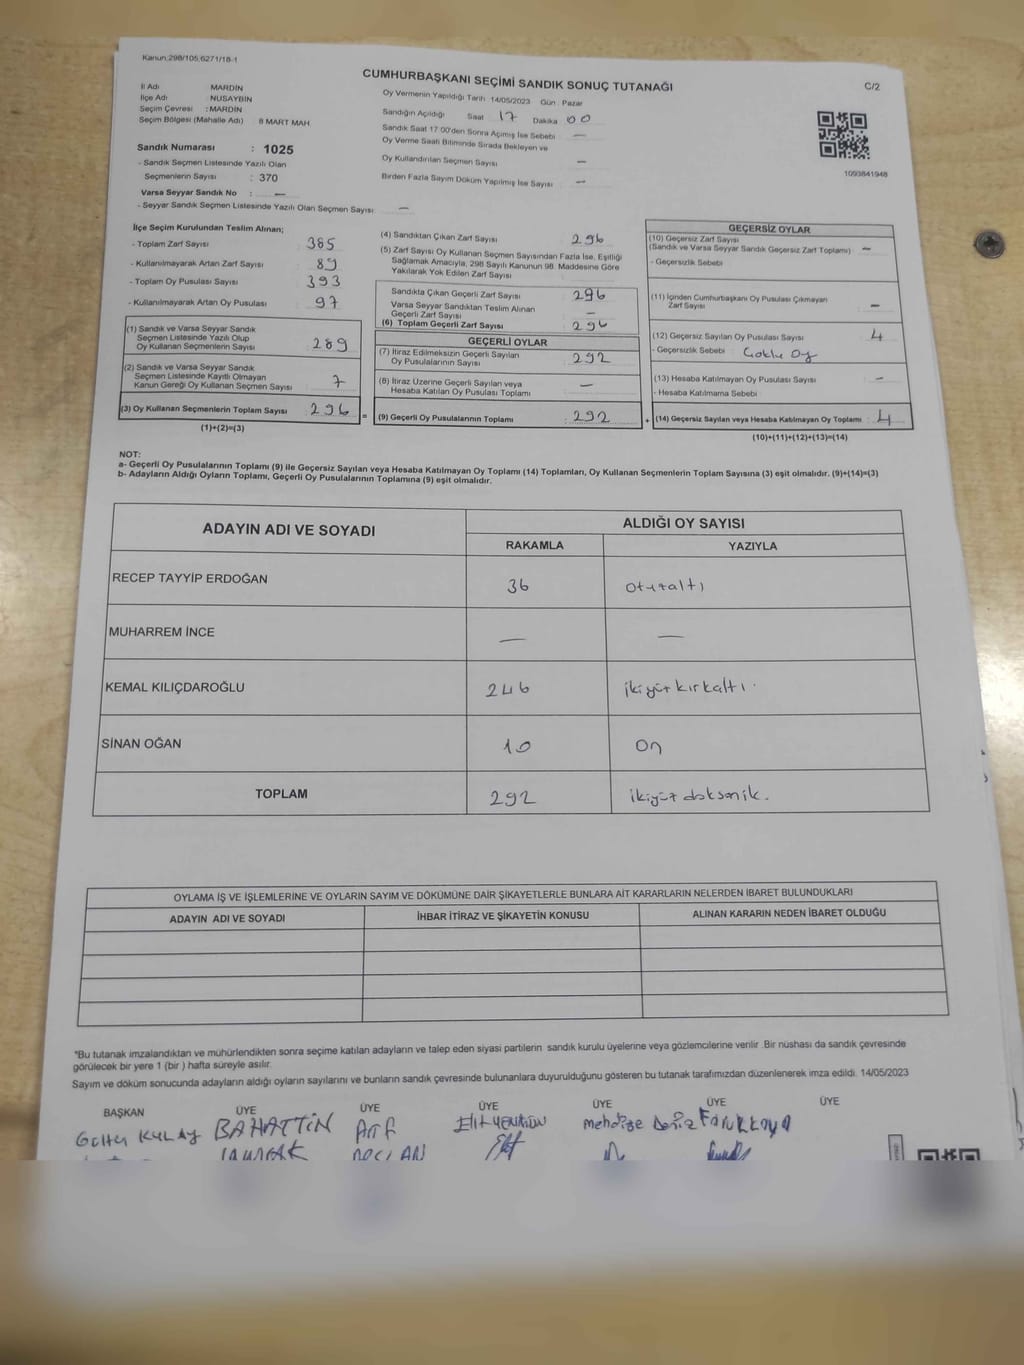 Kanun:298/105,6271/18-1
CUMHURBAŞKANI SEÇİMİ SANDIK SONUÇ TUTANAĞI
C/2
İl Adı MARDİN
İlçe Adı : NUSAYBİN
Seçim Çevresi : MARDİN
Seçim Bölgesi (Mahalle Adı) 8 MART MAH.
Oy Vermenin Yapıldığı Tarih 14/05/2023 Gün : Pazar
Sandığın Açıldığı Saat 17 Dakika 00
Sandık Saat 17:00'den Sonra Açımış İse Sebebi —
Oy Verme Saati Bitiminde Sırada Bekleyen ve
Oy Kullandırılan Seçmen Sayısı —
Birden Fazla Sayım Döküm Yapılmış İse Sayısı —
1093841948
Sandık Numarası : 1025
- Sandık Seçmen Listesinde Yazılı Olan
Seçmenlerin Sayısı : 370
Varsa Seyyar Sandık No : —
- Seyyar Sandık Seçmen Listesinde Yazılı Olan Seçmen Sayısı : —
İlçe Seçim Kurulundan Teslim Alınan;
- Toplam Zarf Sayısı 385
- Kullanılmayarak Artan Zarf Sayısı : 89
- Toplam Oy Pusulası Sayısı : 393
- Kullanılmayarak Artan Oy Pusulası : 97
(1) Sandık ve Varsa Seyyar Sandık
Seçmen Listesinde Yazılı Olup
Oy Kullanan Seçmenlerin Sayısı : 289
(2) Sandık ve Varsa Seyyar Sandık
Seçmen Listesinde Kayıtlı Olmayan
Kanun Gereği Oy Kullanan Seçmen Sayısı : 7
(3) Oy Kullanan Seçmenlerin Toplam Sayısı : 296 =
(1)+(2)=(3)
(4) Sandıktan Çıkan Zarf Sayısı : 296
(5) Zarf Sayısı Oy Kullanan Seçmen Sayısından Fazla İse, Eşitliği
Sağlamak Amacıyla, 298 Sayılı Kanunun 98. Maddesine Göre
Yakılarak Yok Edilen Zarf Sayısı :
Sandıkta Çıkan Geçerli Zarf Sayısı : 296
Varsa Seyyar Sandıktan Teslim Alınan
Geçerli Zarf Sayısı : —
(6) Toplam Geçerli Zarf Sayısı : 296
GEÇERLİ OYLAR
(7) İtiraz Edilmeksizin Geçerli Sayılan
Oy Pusulalarının Sayısı : 292
(8) İtiraz Üzerine Geçerli Sayılan veya
Hesaba Katılan Oy Pusulaları Toplamı : —
(9) Geçerli Oy Pusulalarının Toplamı : 292 +
GEÇERSİZ OYLAR
(10) Geçersiz Zarf Sayısı
(Sandık ve Varsa Seyyar Sandık Geçersiz Zarf Toplamı) : —
- Geçersizlik Sebebi
(11) İçinden Cumhurbaşkanı Oy Pusulası Çıkmayan
Zarf Sayısı : —
(12) Geçersiz Sayılan Oy Pusulası Sayısı : 4
- Geçersizlik Sebebi : Çoklu Oy
(13) Hesaba Katılmayan Oy Pusulası Sayısı : —
- Hesaba Katılmama Sebebi
(14) Geçersiz Sayılan veya Hesaba Katılmayan Oy Toplamı : 4
(10)+(11)+(12)+(13)=(14)
NOT:
a- Geçerli Oy Pusulalarının Toplamı (9) ile Geçersiz Sayılan veya Hesaba Katılmayan Oy Toplamı (14) Toplamları, Oy Kullanan Seçmenlerin Toplam Sayısına (3) eşit olmalıdır. (9)+(14)=(3)
b- Adayların Aldığı Oyların Toplamı, Geçerli Oy Pusulalarının Toplamına (9) eşit olmalıdır.
ADAYIN ADI VE SOYADI ALDIĞI OY SAYISI
RAKAMLA YAZIYLA
RECEP TAYYİP ERDOĞAN 36 otuzaltı
MUHARREM İNCE — —
KEMAL KILIÇDAROĞLU 246 ikiyüzkırkaltı
SİNAN OĞAN 10 on
TOPLAM 292 ikiyüz doksaniki.
OYLAMA İŞ VE İŞLEMLERİNE VE OYLARIN SAYIM VE DÖKÜMÜNE DAİR ŞİKAYETLERLE BUNLARA AİT KARARLARIN NELERDEN İBARET BULUNDUKLARI
ADAYIN ADI VE SOYADI İHBAR İTİRAZ VE ŞİKAYETİN KONUSU ALINAN KARARIN NEDEN İBARET OLDUĞU
*Bu tutanak imzalandıktan ve mühürlendikten sonra seçime katılan adayların ve talep eden siyasi partilerin sandık kurulu üyelerine veya gözlemcilerine verilir .Bir nüshası da sandık çevresinde
görülecek bir yere 1 (bir ) hafta süreyle asılır.
Sayım ve döküm sonucunda adayların aldığı oyların sayılarını ve bunların sandık çevresinde bulunanlara duyurulduğunu gösteren bu tutanak tarafımızdan düzenlenerek imza edildi. 14/05/2023
BAŞKAN ÜYE ÜYE ÜYE ÜYE ÜYE ÜYE
BAHATTİN Arif Deniz Faruk Kaya